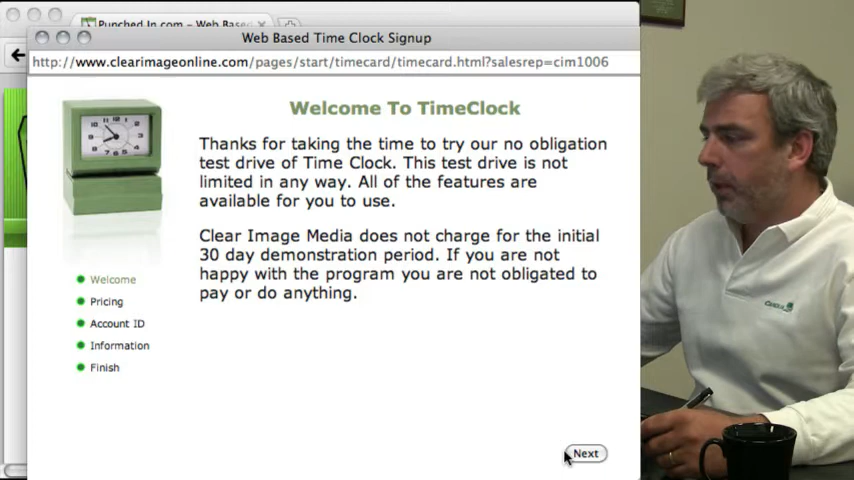 Punched In.com – Web Based
Web Based Time Clock Signup
http://www.clearimageonline.com/pages/start/timecard/timecard.html?salesrep=cim1006
Welcome To TimeClock
Thanks for taking the time to try our no obligation
test drive of Time Clock. This test drive is not
limited in any way. All of the features are
available for you to use.
Clear Image Media does not charge for the initial
30 day demonstration period. If you are not
happy with the program you are not obligated to
pay or do anything.
Welcome
Pricing
Account ID
Information
Finish
Next